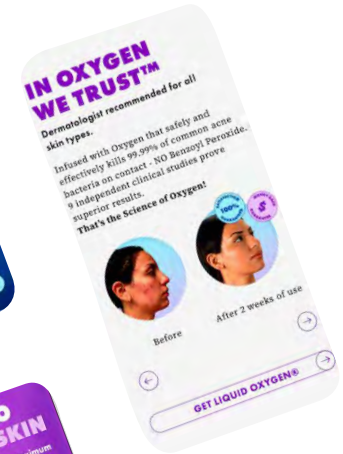 IN OXYGEN
WE TRUST™
Dermatologist recommended for all
skin types.
Infused with Oxygen that safely and
effectively kills 99.99% of common acne
bacteria on contact - NO Benzoyl Peroxide.
9 independent clinical studies prove
superior results.
That's the Science of Oxygen!
100%
Before
After 2 weeks of use
GET LIQUID OXYGEN®
SKIN